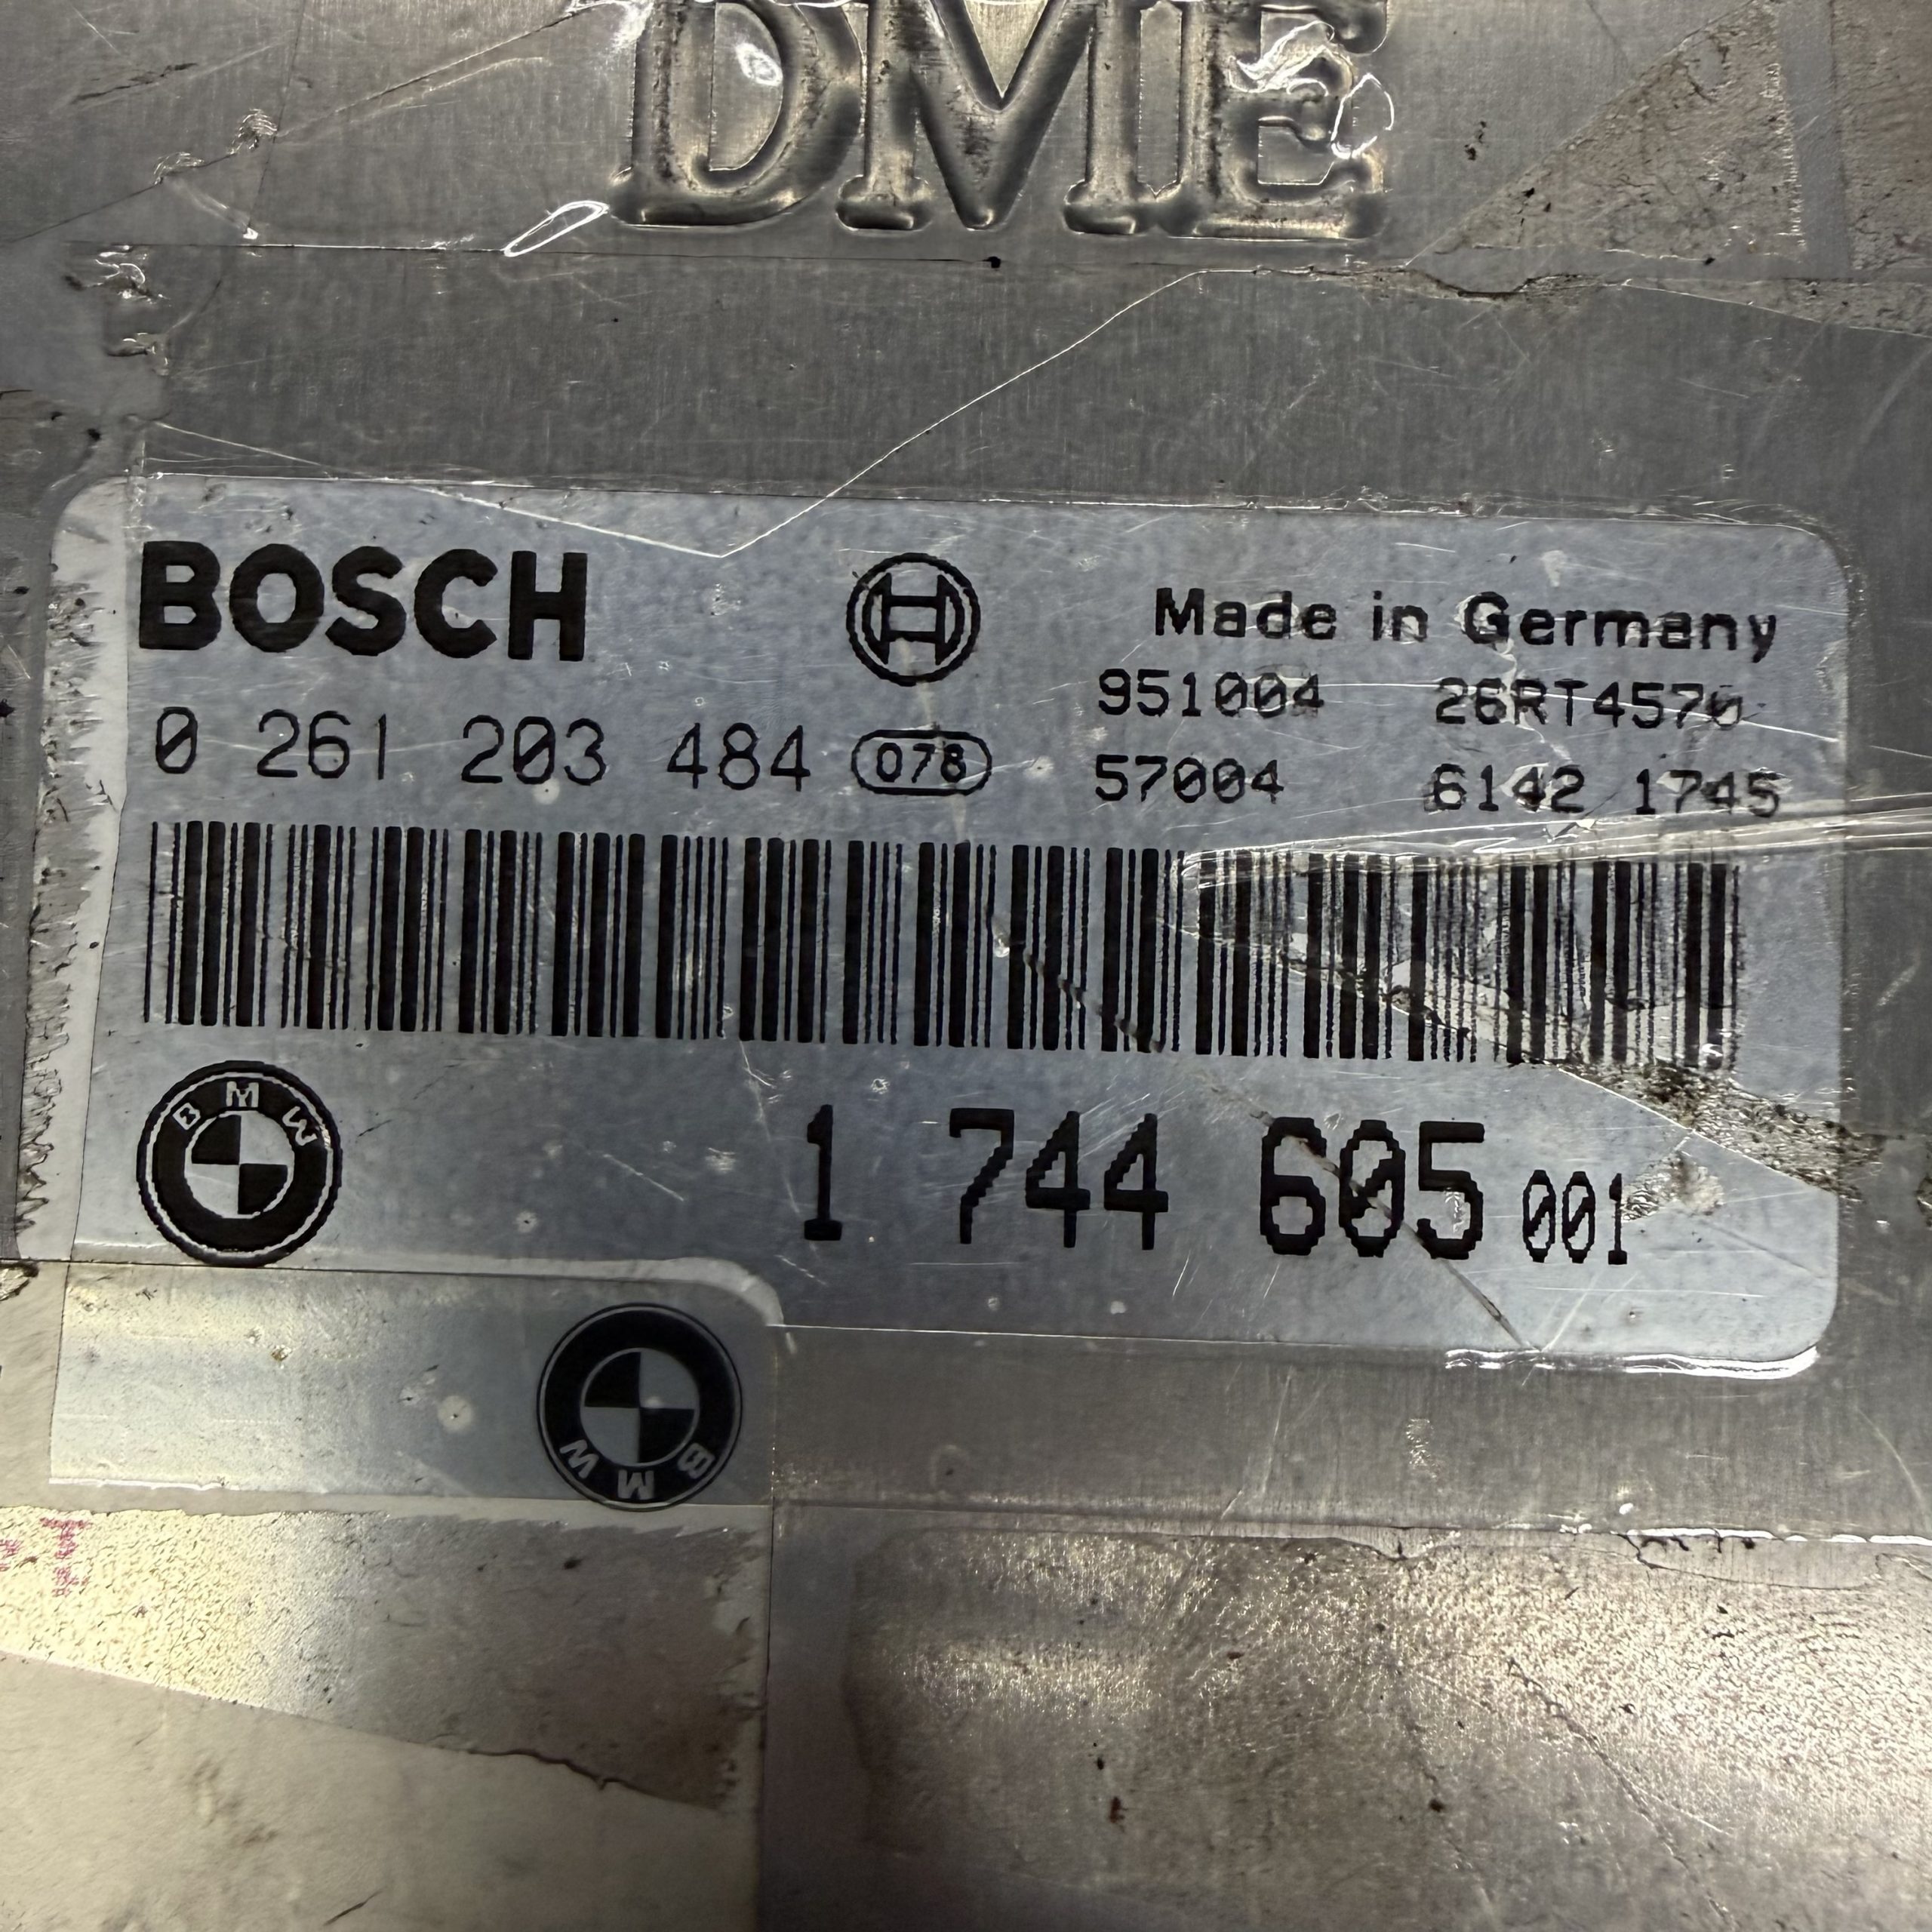 DME
BOSCH
Made in Germany
951004 26RT4570
0 261 203 484 078
57004 6142 1745
BMW
1 744 605 001
BMW